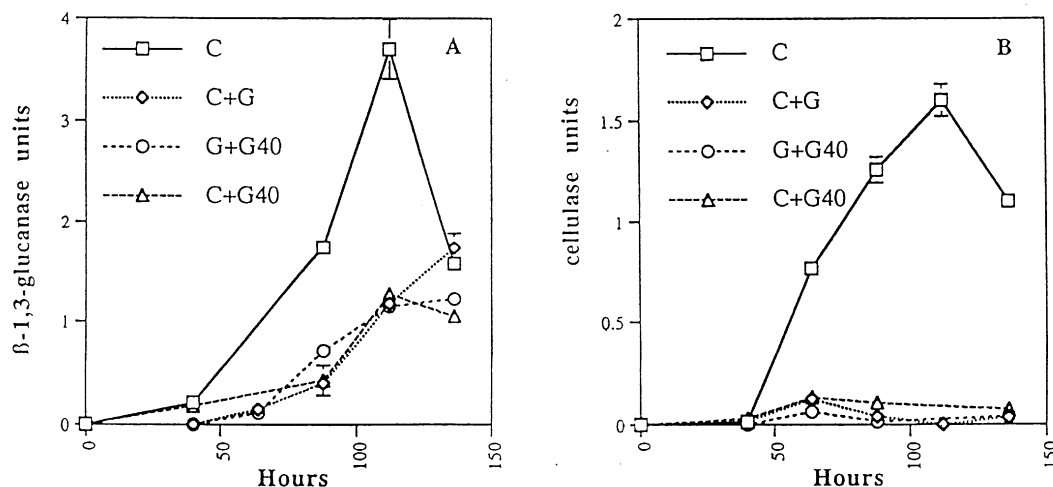 4
3
2
1
0
ß-1,3-glucanase units
A
C
C+G
G+G40
C+G40
0
50
100
150
Hours
2
1.5
1
0.5
0
cellulase units
B
C
C+G
G+G40
C+G40
0
50
100
150
Hours